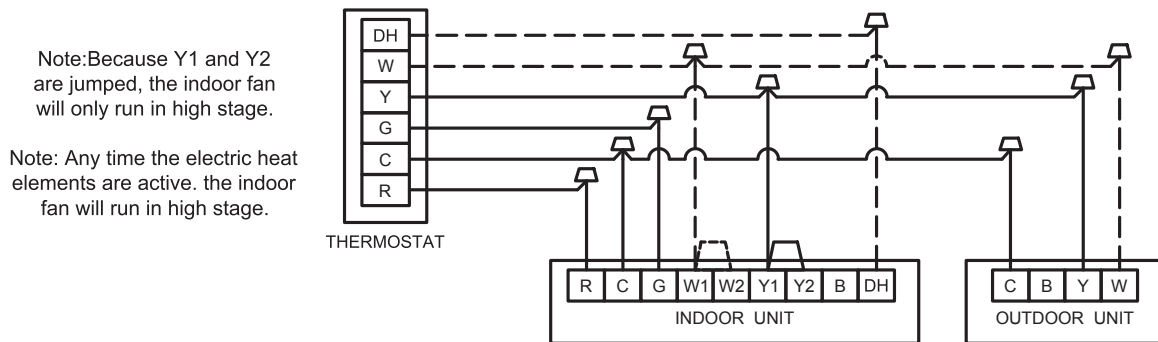 Note:Because Y1 and Y2
are jumped, the indoor fan
will only run in high stage.
Note: Any time the electric heat
elements are active. the indoor
fan will run in high stage.
DH
W
Y
G
C
R
THERMOSTAT
R C G W1 W2 Y1 Y2 B DH
INDOOR UNIT
C B Y W
OUTDOOR UNIT